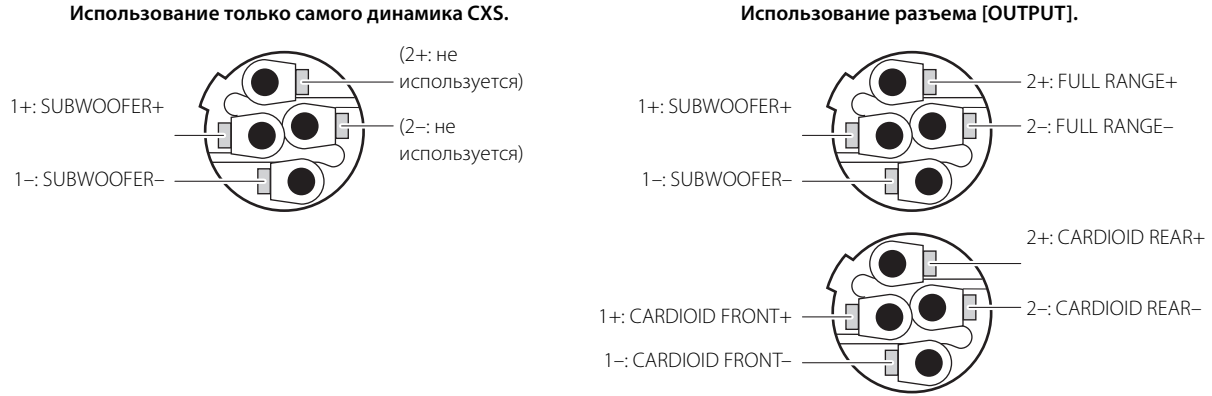 Использование только самого динамика CXS.
(2+: не
используется)
1+: SUBWOOFER+
(2–: не
используется)
1–: SUBWOOFER–
Использование разъема [OUTPUT].
2+: FULL RANGE+
1+: SUBWOOFER+
2–: FULL RANGE–
1–: SUBWOOFER–
2+: CARDIOID REAR+
1+: CARDIOID FRONT+
2–: CARDIOID REAR–
1–: CARDIOID FRONT–